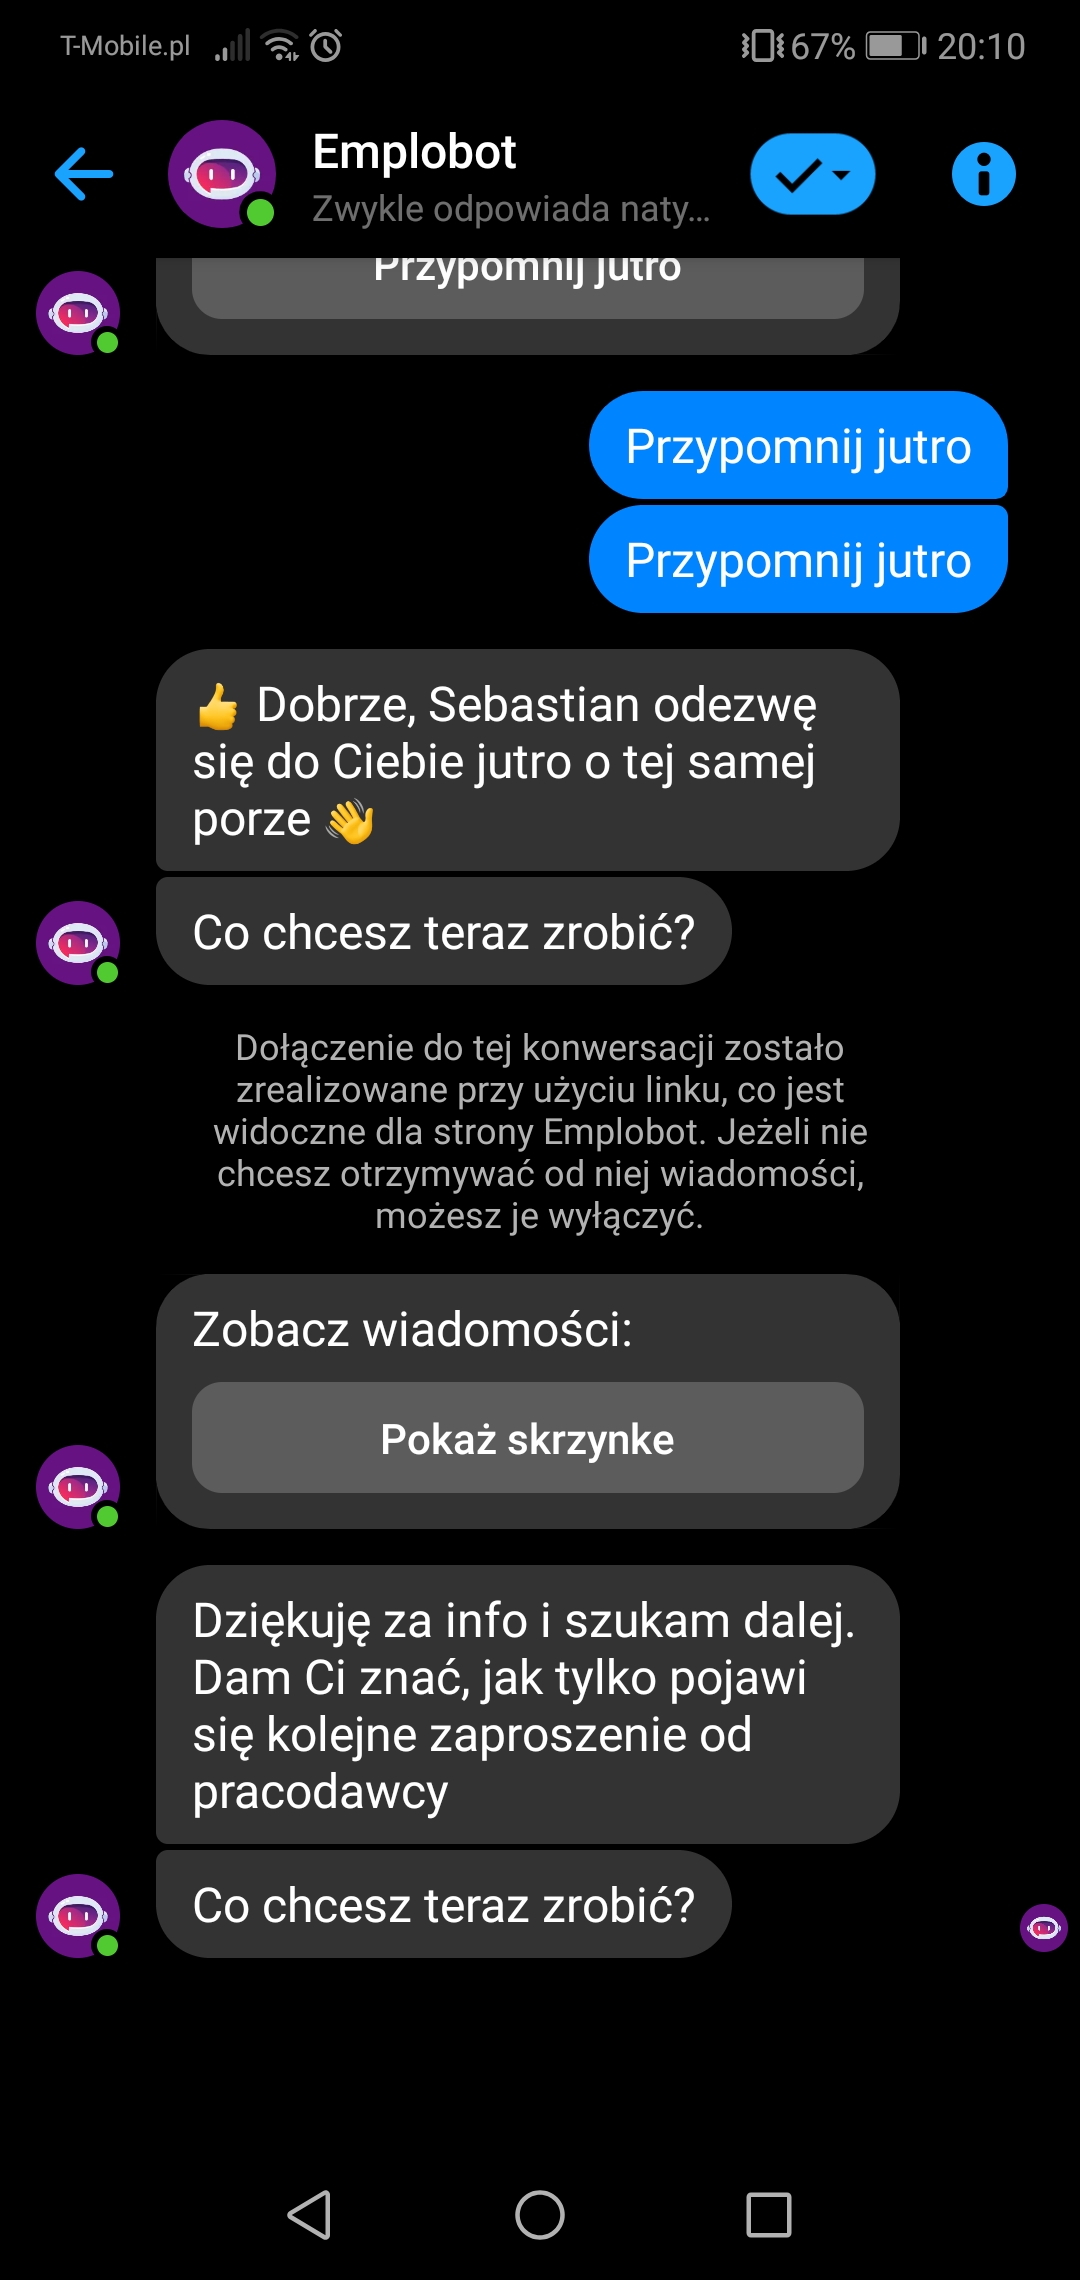 T-Mobile.pl 67% 20:10
Emplobot
Zwykle odpowiada naty...
Przypomnij jutro
Przypomnij jutro
Przypomnij jutro
👍 Dobrze, Sebastian odezwę
się do Ciebie jutro o tej samej
porze 👋
Co chcesz teraz zrobić?
Dołączenie do tej konwersacji zostało
zrealizowane przy użyciu linku, co jest
widoczne dla strony Emplobot. Jeżeli nie
chcesz otrzymywać od niej wiadomości,
możesz je wyłączyć.
Zobacz wiadomości:
Pokaż skrzynke
Dziękuję za info i szukam dalej.
Dam Ci znać, jak tylko pojawi
się kolejne zaproszenie od
pracodawcy
Co chcesz teraz zrobić?